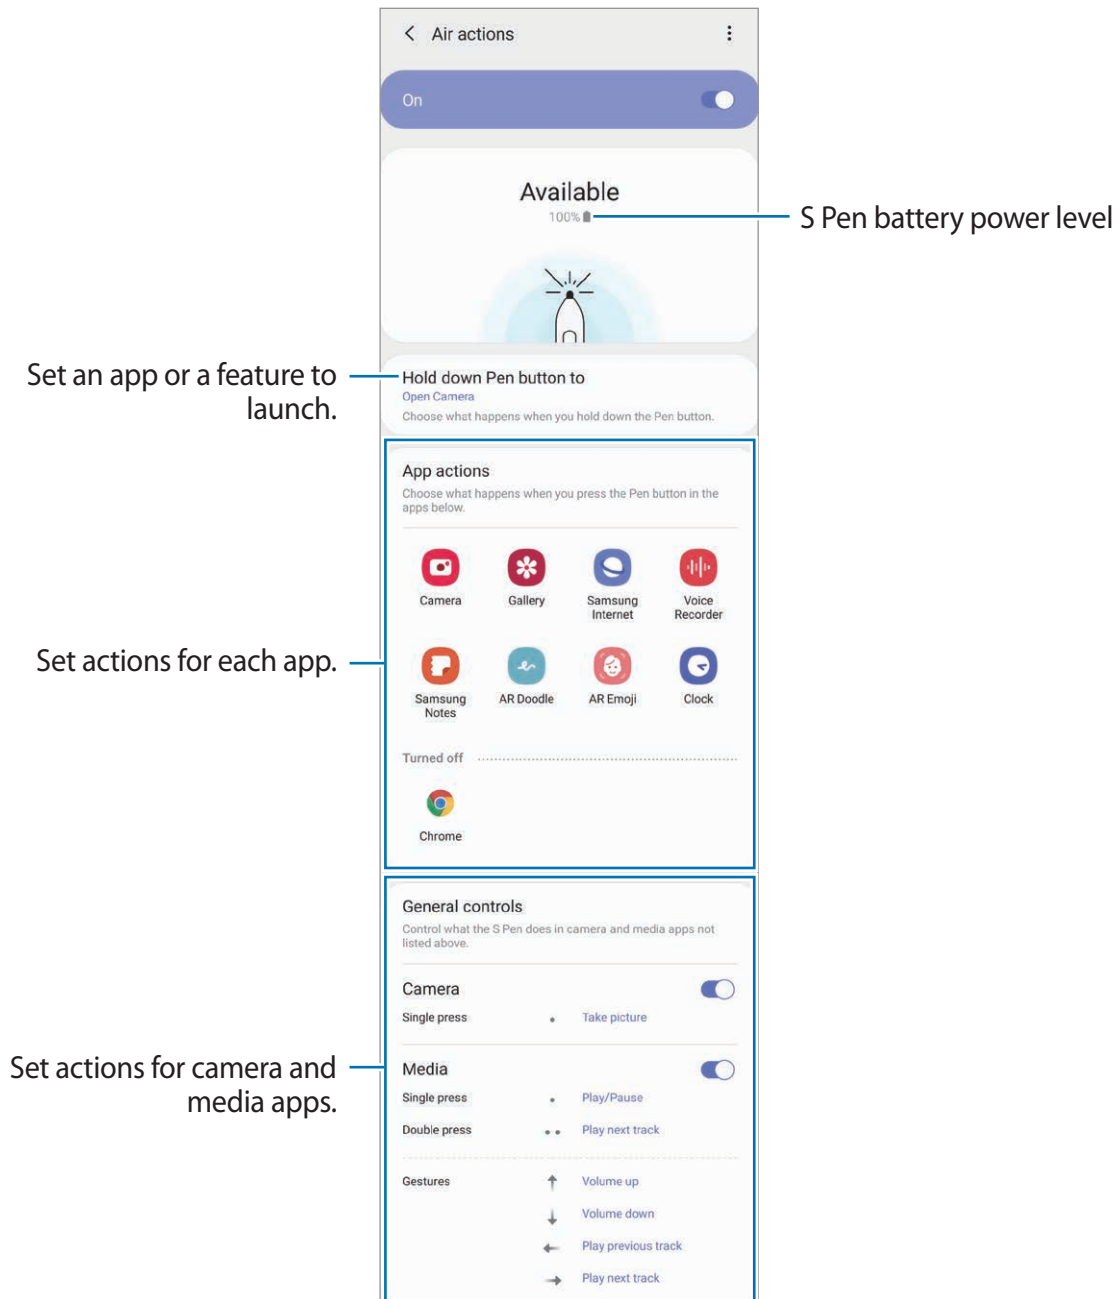 Air actions
On
Available
100%
S Pen battery power level
Set an app or a feature to
launch.
Hold down Pen button to
Open Camera
Choose what happens when you hold down the Pen button.
App actions
Choose what happens when you press the Pen button in the
apps below.
Camera
Gallery
Samsung
Internet
Voice
Recorder
Set actions for each app.
Samsung
Notes
AR Doodle
AR Emoji
Clock
Turned off
Chrome
General controls
Control what the S Pen does in camera and media apps not
listed above.
Camera
Single press
Take picture
Set actions for camera and
media apps.
Media
Single press
Play/Pause
Double press
Play next track
Gestures
Volume up
Volume down
Play previous track
Play next track